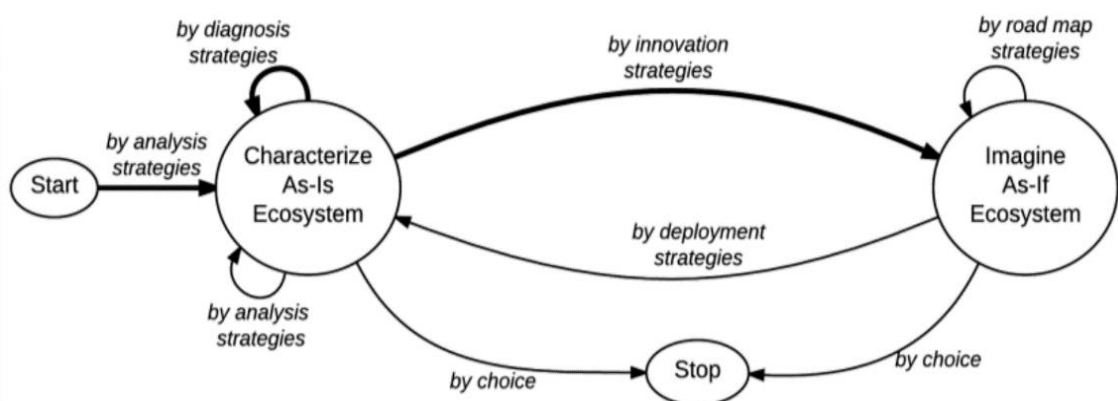 by diagnosis
strategies
by innovation
strategies
by road map
strategies
by analysis
strategies
Start
Characterize
As-Is
Ecosystem
Imagine
As-If
Ecosystem
by deployment
strategies
by analysis
strategies
by choice
Stop
by choice